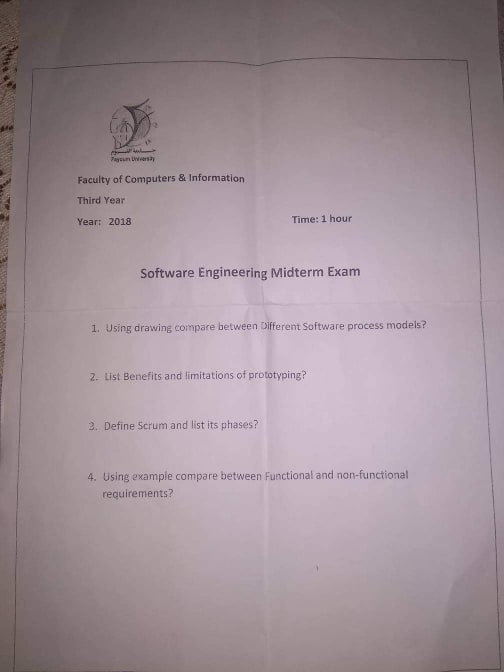 جامعة الفيوم
Fayoum University
Faculty of Computers & Information
Third Year
Year: 2018
Time: 1 hour
Software Engineering Midterm Exam
1. Using drawing compare between Different Software process models?
2. List Benefits and limitations of prototyping?
3. Define Scrum and list its phases?
4. Using example compare between Functional and non-functional
requirements?